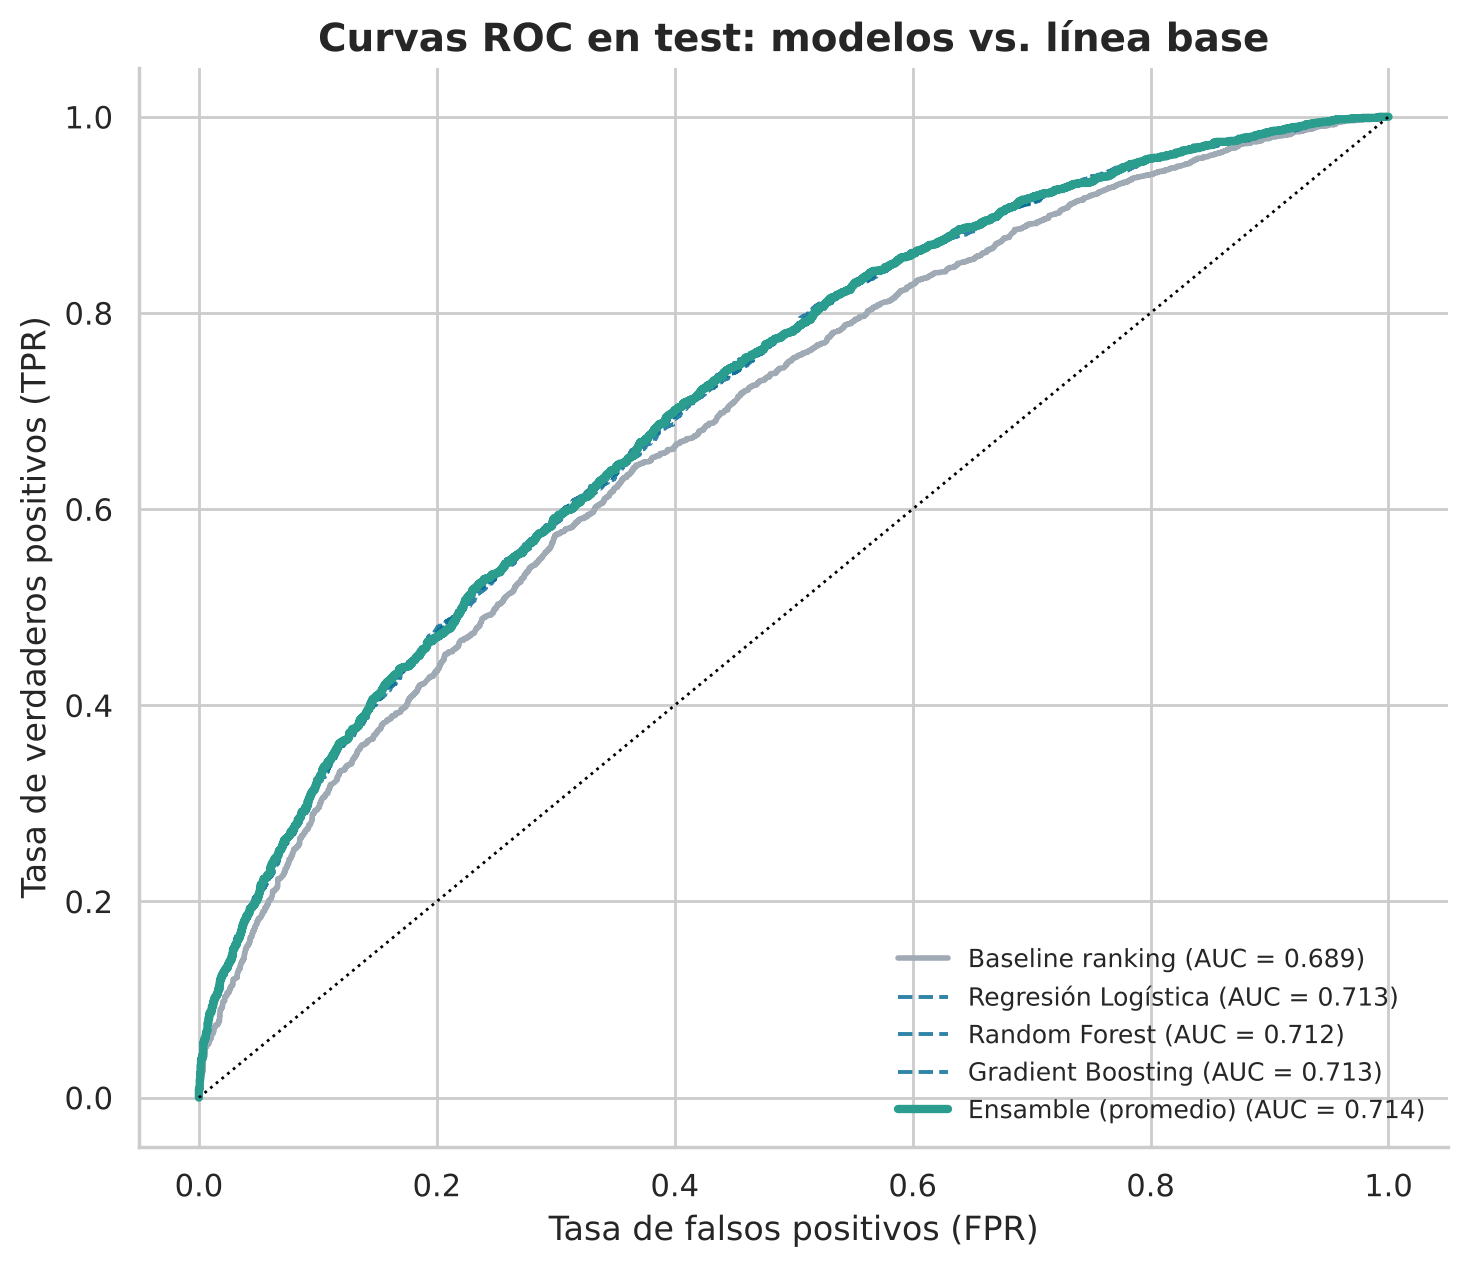 Curvas ROC en test: modelos vs. línea base
Tasa de verdaderos positivos (TPR)
1.0
0.8
0.6
0.4
0.2
0.0
Baseline ranking (AUC = 0.689)
Regresión Logística (AUC = 0.713)
Random Forest (AUC = 0.712)
Gradient Boosting (AUC = 0.713)
Ensamble (promedio) (AUC = 0.714)
0.0 0.2 0.4 0.6 0.8 1.0
Tasa de falsos positivos (FPR)